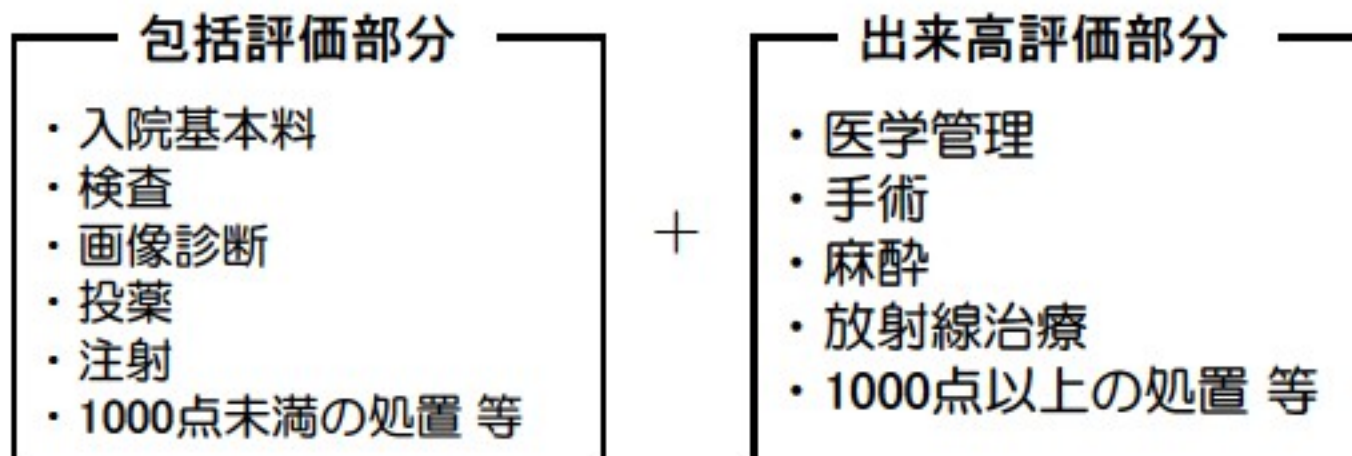 包括評価部分
・入院基本料
・検査
・画像診断
・投薬
・注射
・1000点未満の処置 等
＋
出来高評価部分
・医学管理
・手術
・麻酔
・放射線治療
・1000点以上の処置 等